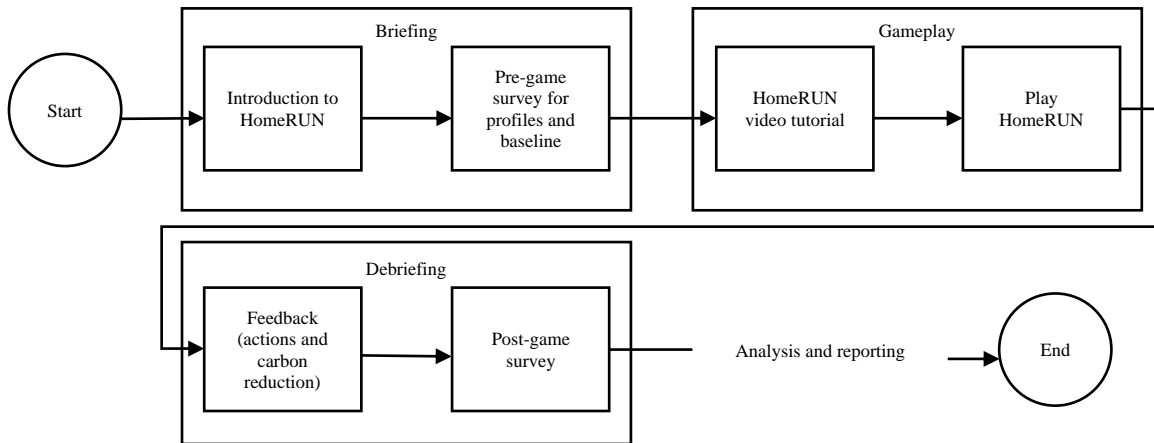 Briefing
Gameplay
Start
Introduction to
HomeRUN
Pre-game
survey for
profiles and
baseline
HomeRUN
video tutorial
Play
HomeRUN
Debriefing
Feedback
(actions and
carbon
reduction)
Post-game
survey
Analysis and reporting
End